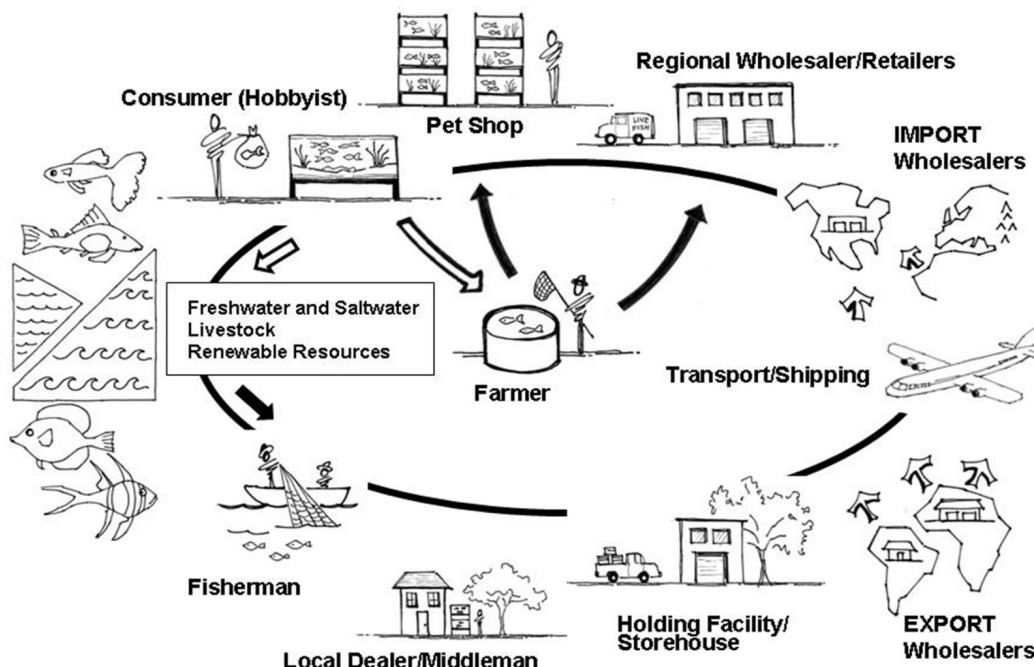 Consumer (Hobbyist)
Pet Shop
Regional Wholesaler/Retailers
LIVE
FISH
IMPORT
Wholesalers
Freshwater and Saltwater
Livestock
Renewable Resources
Farmer
Transport/Shipping
Fisherman
Local Dealer/Middleman
Holding Facility/
Storehouse
EXPORT
Wholesalers